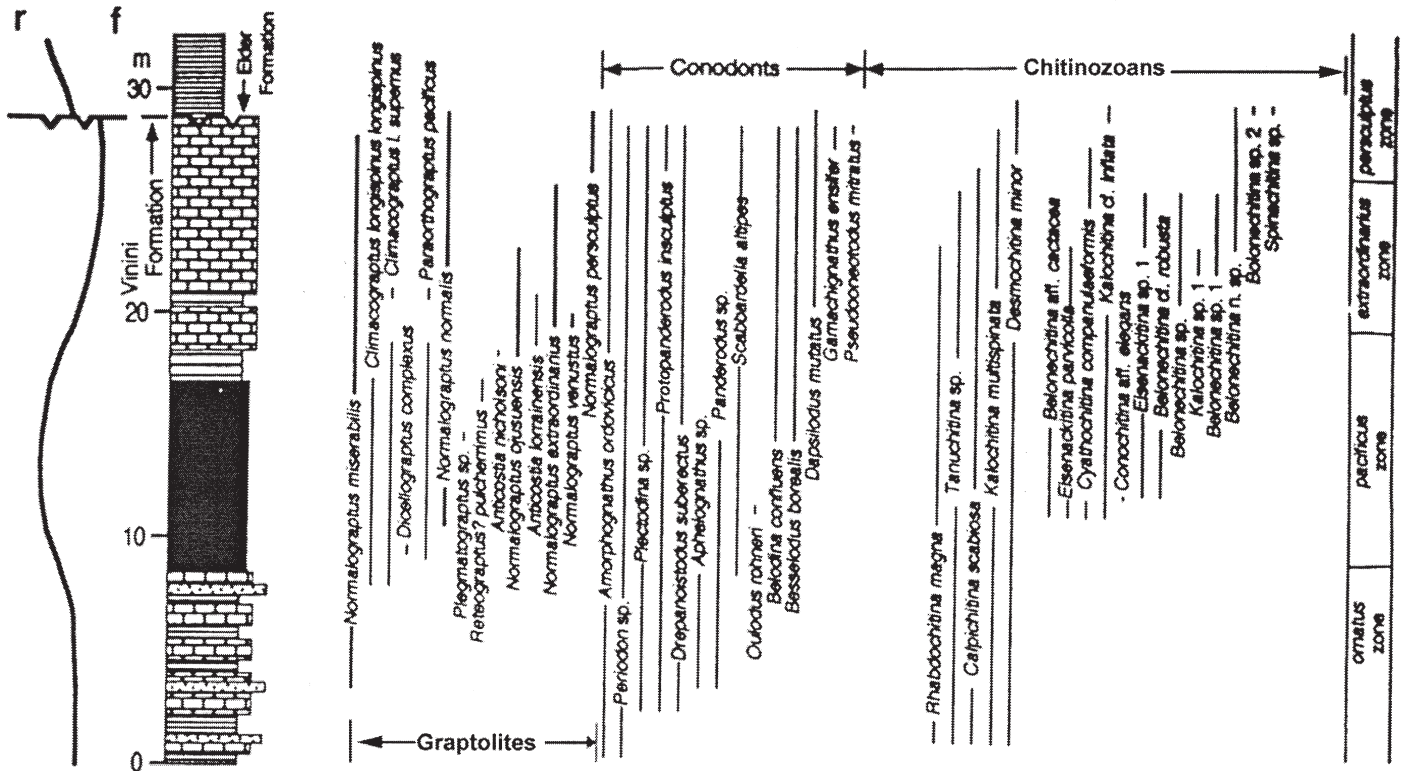 r
f
m
30
20
10
0
Elder
Formation
Vinini
Formation
Normalograptus miserabilis
Climacograptus longispinus longispinus
Climacograptus l. supernus
Dicellograptus complexus
Paraorthograptus pacificus
Normalograptus normalis
Plegmatograptus sp.
Reteograptus? pulcherrimus
Anticostia nicholsoni
Normalograptus ojsuensis
Anticostia lorrainensis
Normalograptus extraordinarius
Normalograptus venustus
Normalograptus persculptus
Graptolites
Conodonts
Amorphognathus ordovicicus
Periodon sp.
Plectodina sp.
Protopanderodus insculptus
Drepanoistodus suberectus
Aphelognathus sp.
Panderodus sp.
Scabbardella altipes
Oulodus rohneri
Belodina confluens
Besselodus borealis
Dapsilodus mutatus
Gamachignathus ensifer
Pseudooneotodus mitratus
Chitinozoans
Rhabdochitina magna
Tanuchitina sp.
Calpichitina scabiosa
Kalochitina multispinata
Desmochitina minor
Belonechitina aff. cactacea
Eisenackitina parvicolla
Cyathochitina companulaeformis
Kalochitina cf. inflata
Conochitina aff. elegans
Eisenackitina sp. 1
Belonechitina cf. robusta
Belonechitina sp.
Kalochitina sp. 1
Belonechitina sp. 1
Belonechitina n. sp.
Bolonechitina sp. 2
Spinachitina sp.
persculptus
zone
extraordinarius
zone
pacificus
zone
ornatus
zone